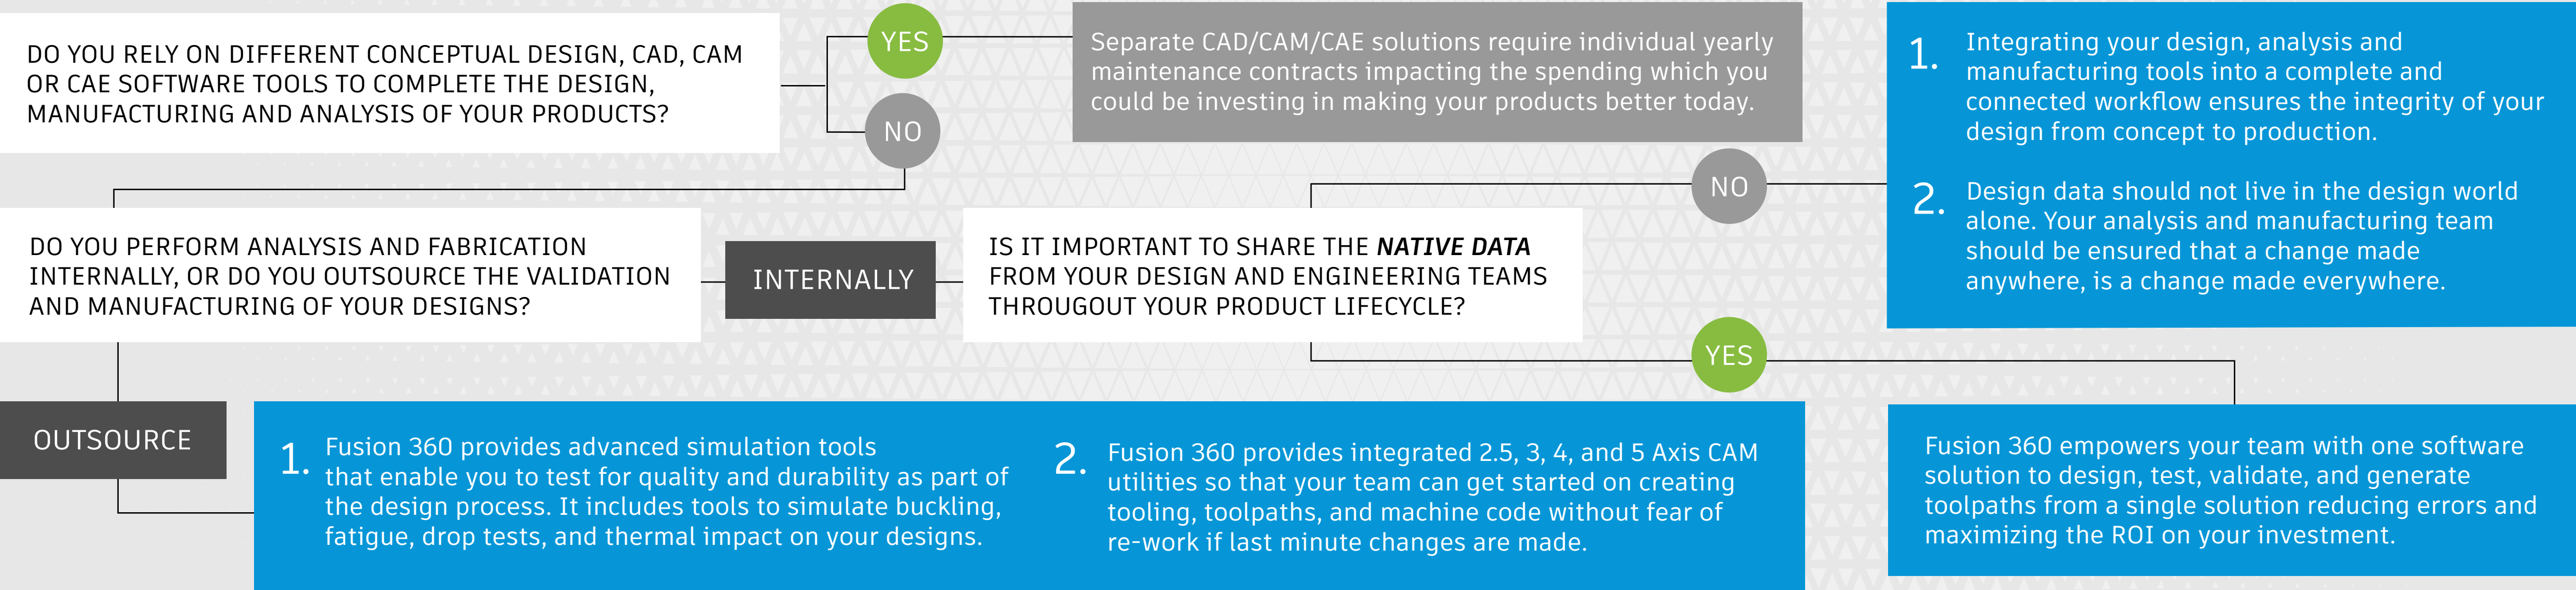 DO YOU RELY ON DIFFERENT CONCEPTUAL DESIGN, CAD, CAM
OR CAE SOFTWARE TOOLS TO COMPLETE THE DESIGN,
MANUFACTURING AND ANALYSIS OF YOUR PRODUCTS?
YES
NO
Separate CAD/CAM/CAE solutions require individual yearly
maintenance contracts impacting the spending which you
could be investing in making your products better today.
DO YOU PERFORM ANALYSIS AND FABRICATION
INTERNALLY, OR DO YOU OUTSOURCE THE VALIDATION
AND MANUFACTURING OF YOUR DESIGNS?
INTERNALLY
IS IT IMPORTANT TO SHARE THE NATIVE DATA
FROM YOUR DESIGN AND ENGINEERING TEAMS
THROUGOUT YOUR PRODUCT LIFECYCLE?
NO
1. Integrating your design, analysis and
manufacturing tools into a complete and
connected workflow ensures the integrity of your
design from concept to production.
2. Design data should not live in the design world
alone. Your analysis and manufacturing team
should be ensured that a change made
anywhere, is a change made everywhere.
YES
Fusion 360 empowers your team with one software
solution to design, test, validate, and generate
toolpaths from a single solution reducing errors and
maximizing the ROI on your investment.
OUTSOURCE
1. Fusion 360 provides advanced simulation tools
that enable you to test for quality and durability as part of
the design process. It includes tools to simulate buckling,
fatigue, drop tests, and thermal impact on your designs.
2. Fusion 360 provides integrated 2.5, 3, 4, and 5 Axis CAM
utilities so that your team can get started on creating
tooling, toolpaths, and machine code without fear of
re-work if last minute changes are made.